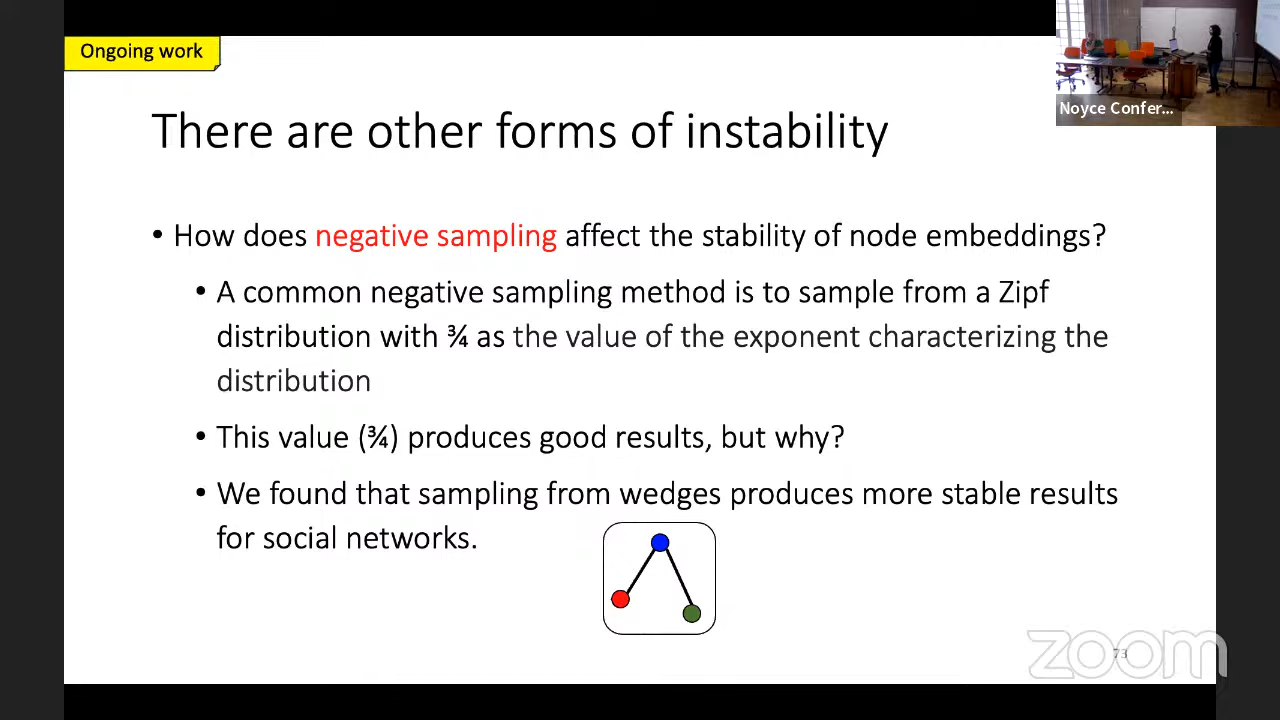 Ongoing work
Noyce Confer...
There are other forms of instability
• How does negative sampling affect the stability of node embeddings?
• A common negative sampling method is to sample from a Zipf
distribution with ¾ as the value of the exponent characterizing the
distribution
• This value (¾) produces good results, but why?
• We found that sampling from wedges produces more stable results
for social networks.
zoom
73